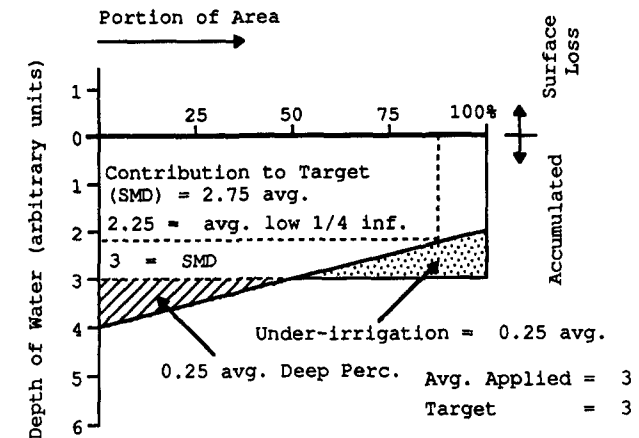 Portion of Area
Surface
Loss
Depth of Water (arbitrary units)
1
0
1
2
3
4
5
6
25
50
75
100%
Contribution to Target
(SMD) = 2.75 avg.
2.25 = avg. low 1/4 inf.
3 = SMD
Accumulated
Under-irrigation = 0.25 avg.
0.25 avg. Deep Perc.
Avg. Applied = 3
Target = 3